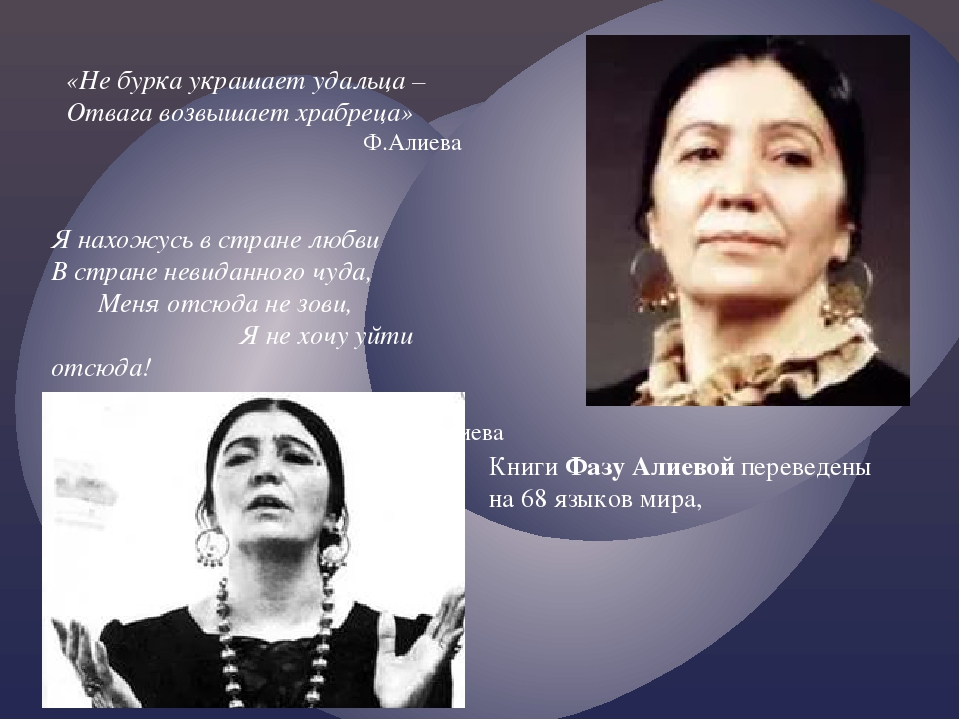 «Не бурка украшает удальца –
Отвага возвышает храбреца»
Ф.Алиева
Я нахожусь в стране любви
В стране невиданного чуда,
Меня отсюда не зови,
Я не хочу уйти
отсюда!
Книги Фазу Алиевой переведены
на 68 языков мира,